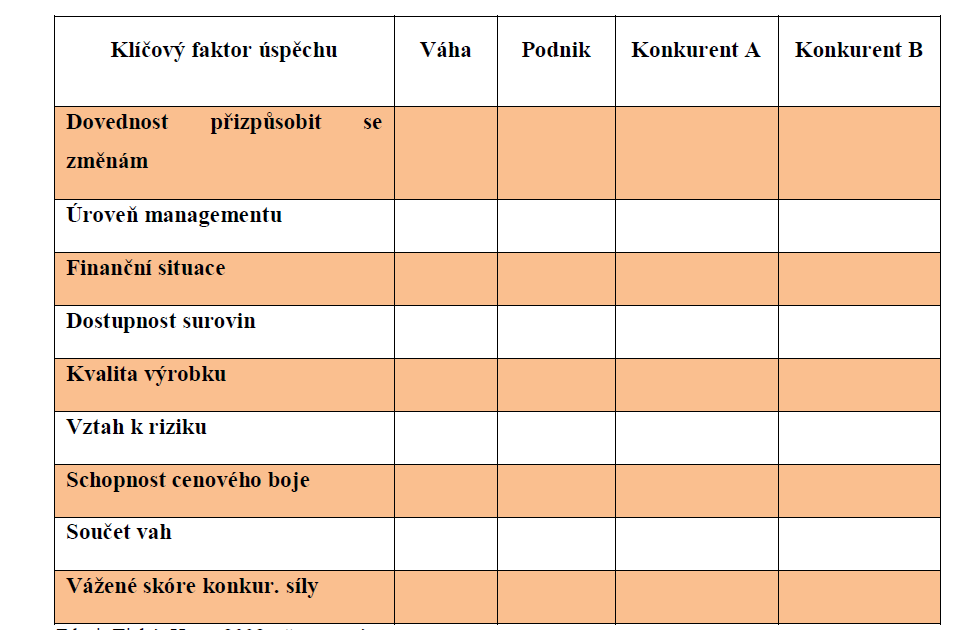 Klíčový faktor úspěchu Váha Podnik Konkurent A Konkurent B
Dovednost přizpůsobit se
změnám
Úroveň managementu
Finanční situace
Dostupnost surovin
Kvalita výrobku
Vztah k riziku
Schopnost cenového boje
Součet vah
Vážené skóre konkur. síly